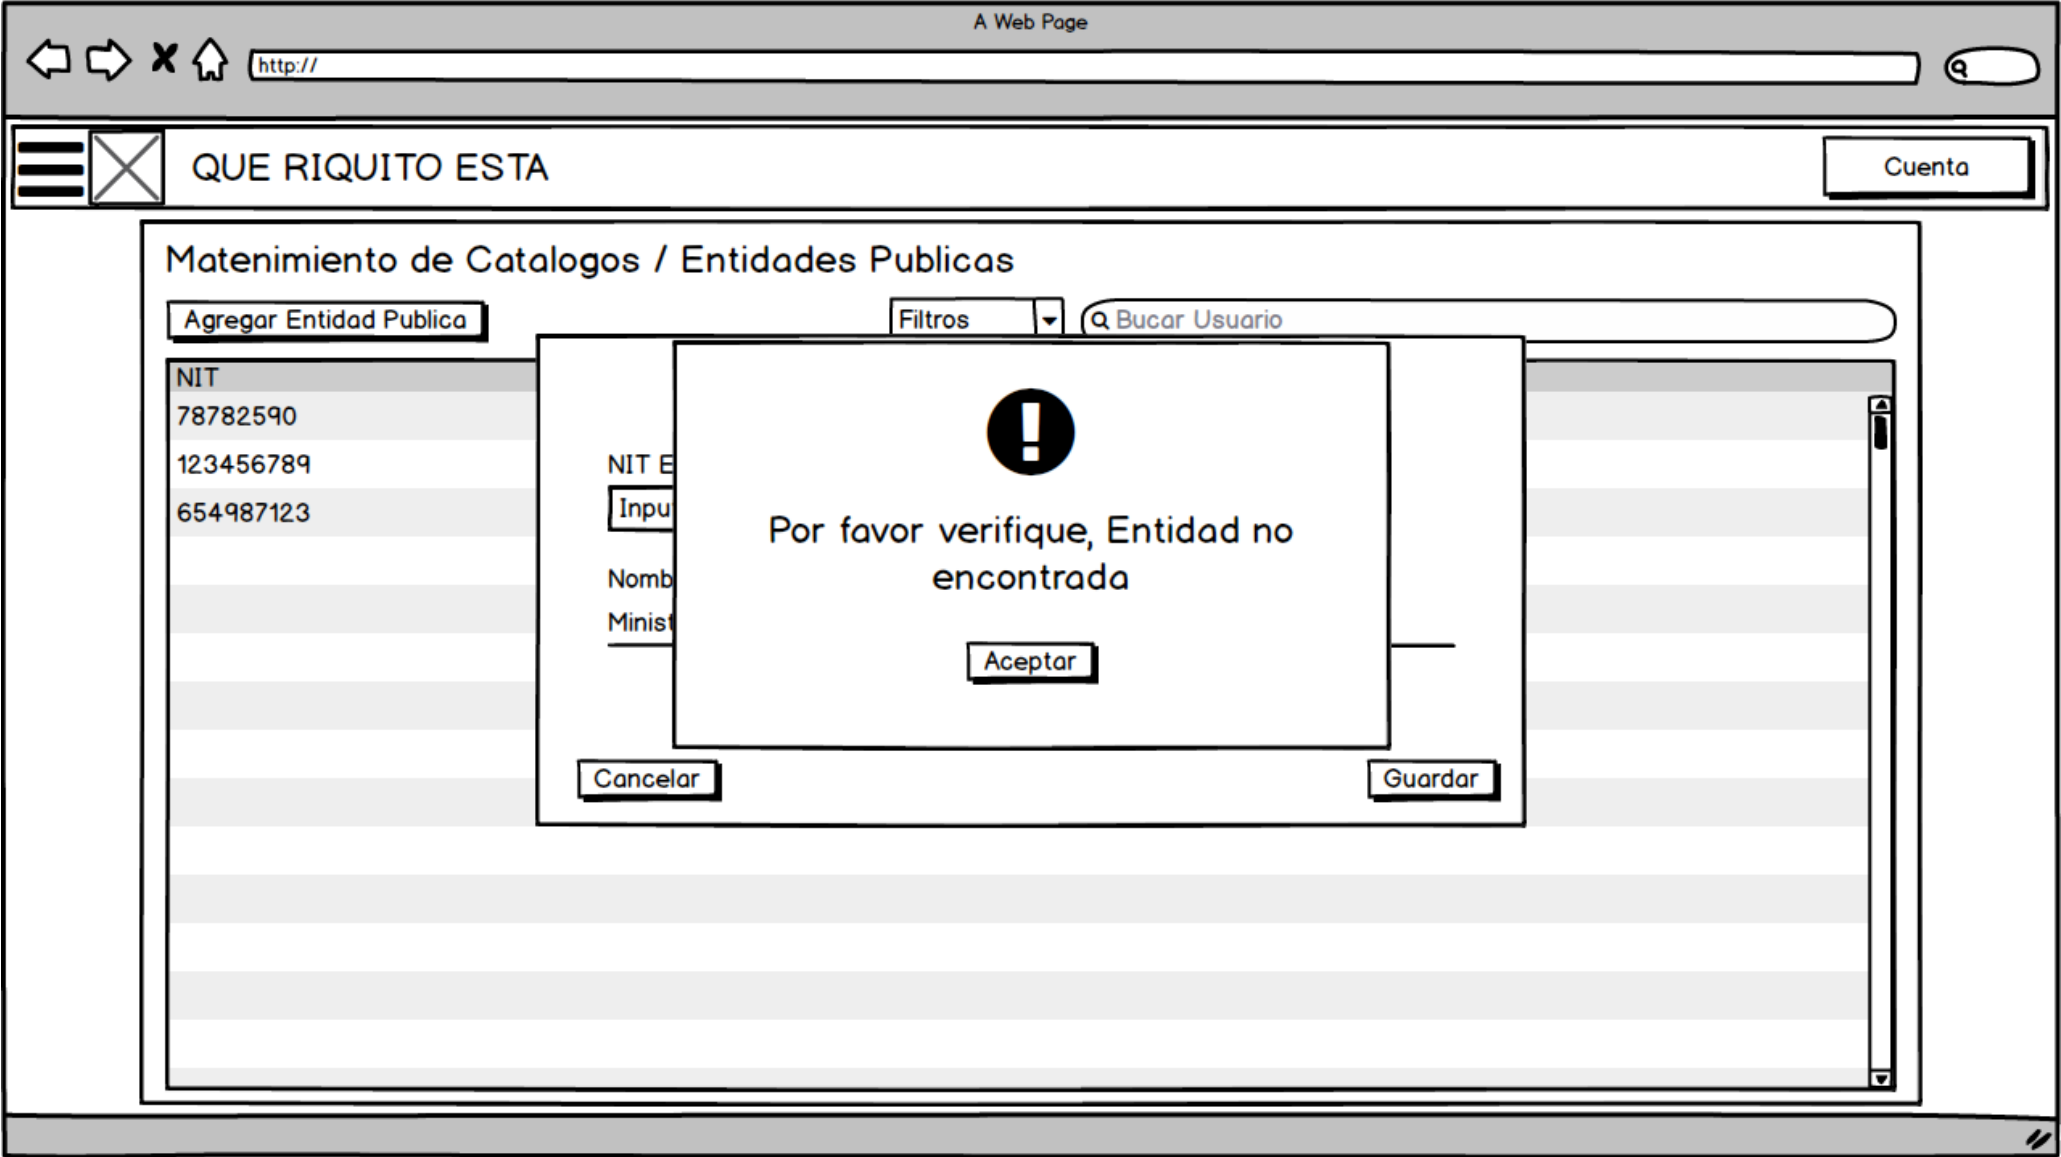 A Web Page
http://
QUE RIQUITO ESTA
Cuenta
Matenimiento de Catalogos / Entidades Publicas
Agregar Entidad Publica
Filtros
Bucar Usuario
NIT
78782590
123456789
654987123
NIT E
Inpu
Nomb
Minist
Por favor verifique, Entidad no
encontrada
Aceptar
Cancelar
Guardar